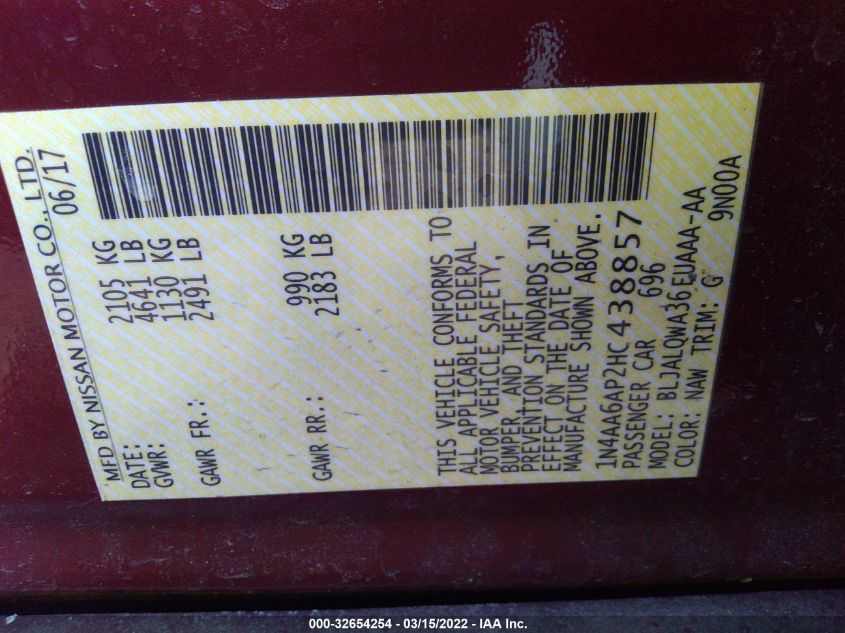 MFD BY NISSAN MOTOR CO., LTD.
DATE: 06/17
GVWR: 2105 KG
4641 LB
GAWR FR.: 1130 KG
2491 LB
GAWR RR.: 990 KG
2183 LB
THIS VEHICLE CONFORMS TO
ALL APPLICABLE FEDERAL
MOTOR VEHICLE SAFETY,
BUMPER, AND THEFT
PREVENTION STANDARDS IN
EFFECT ON THE DATE OF
MANUFACTURE SHOWN ABOVE.
1N4AA6AP2HC438857
PASSENGER CAR 696
MODEL: BLJALQWA36EUAAA-AA
COLOR: NAW TRIM: G 9N00A
000-32654254 - 03/15/2022 - IAA Inc.